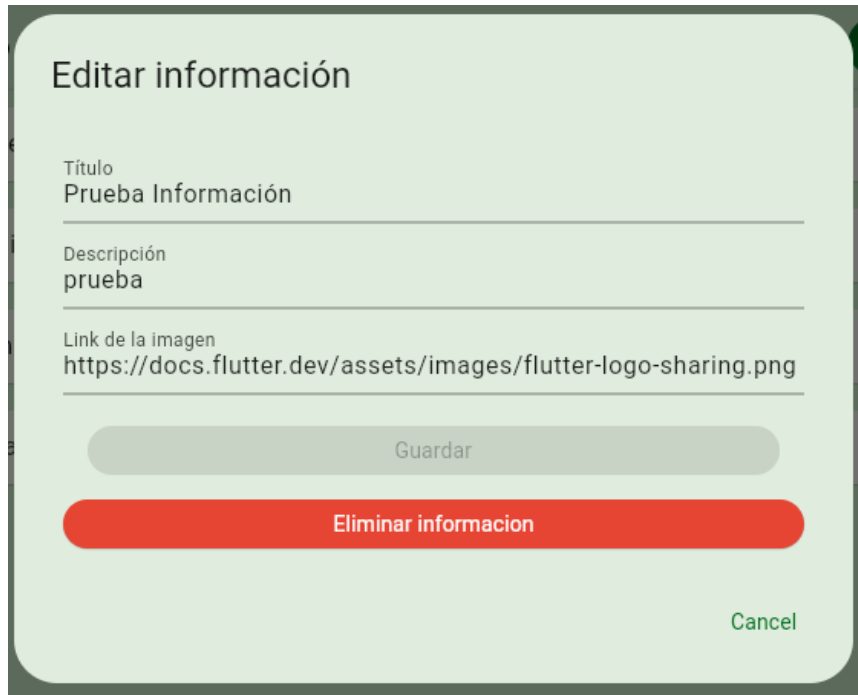 Editar información
Título
Prueba Información
Descripción
prueba
Link de la imagen
https://docs.flutter.dev/assets/images/flutter-logo-sharing.png
Guardar
Eliminar informacion
Cancel